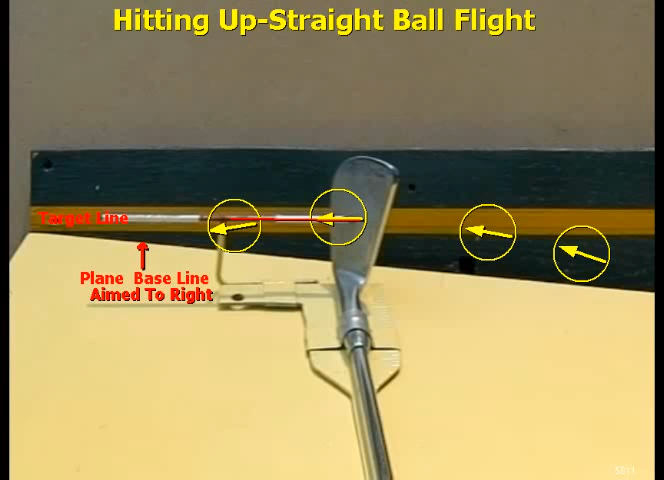 Hitting Up-Straight Ball Flight
Target Line
Plane Base Line
Aimed To Right
5811